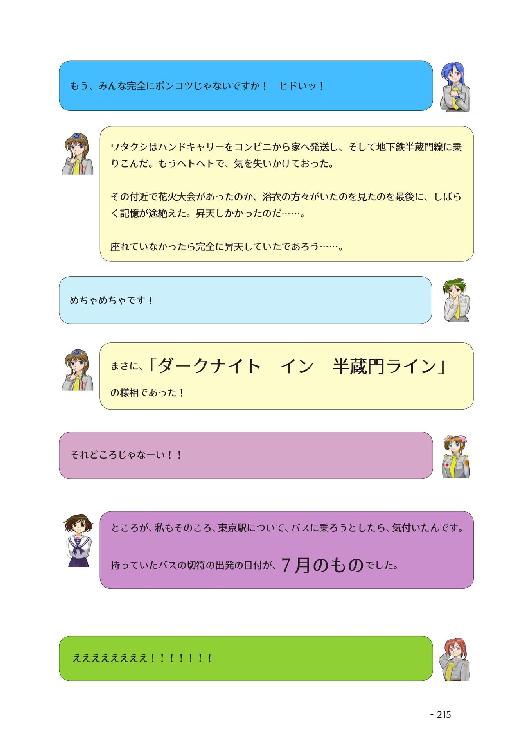 もう、みんな完全にポンコツじゃないですか！　ヒドいッ！
ワタクシはハンドキャリーをコンビニから家へ発送し、そして地下鉄半蔵門線に乗
りこんだ。もうヘトヘトで、気を失いかけておった。
その付近で花火大会があったのか、浴衣の方々がいたのを見たのを最後に、しばら
く記憶が途絶えた。昇天しかかったのだ……。
座れていなかったら完全に昇天していたであろう……。
めちゃめちゃです！
まさに、「ダークナイト　イン　半蔵門ライン」
の様相であった！
それどころじゃなーい！！
ところが、私もそのころ、東京駅について、バスに乗ろうとしたら、気付いたんです。
持っていたバスの切符の出発の日付が、７月のものでした。
ええええええええ！！！！！！！
- 215